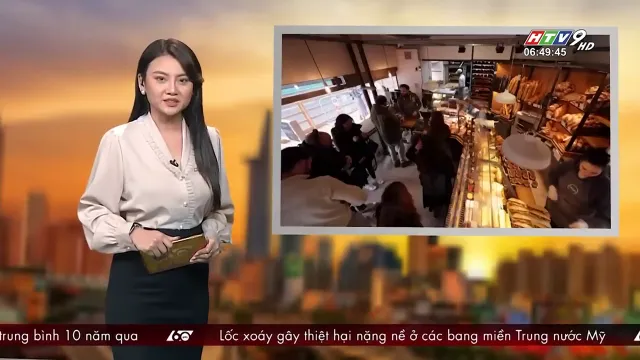 HTV9 HD
06:49:45
trung bình 10 năm qua
60
Lốc xoáy gây thiệt hại nặng nề ở các bang miền Trung nước Mỹ